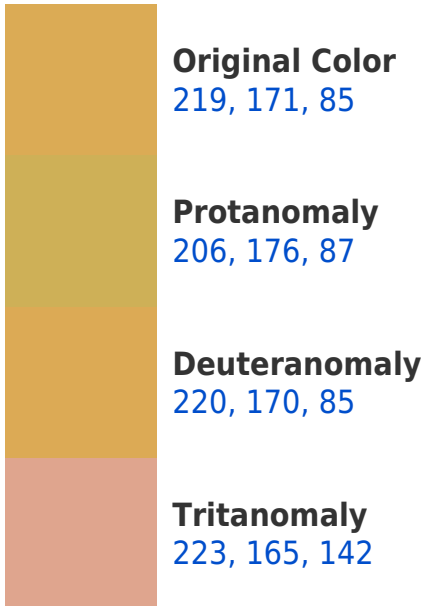 Original Color
219, 171, 85
Protanomaly
206, 176, 87
Deuteranomaly
220, 170, 85
Tritanomaly
223, 165, 142